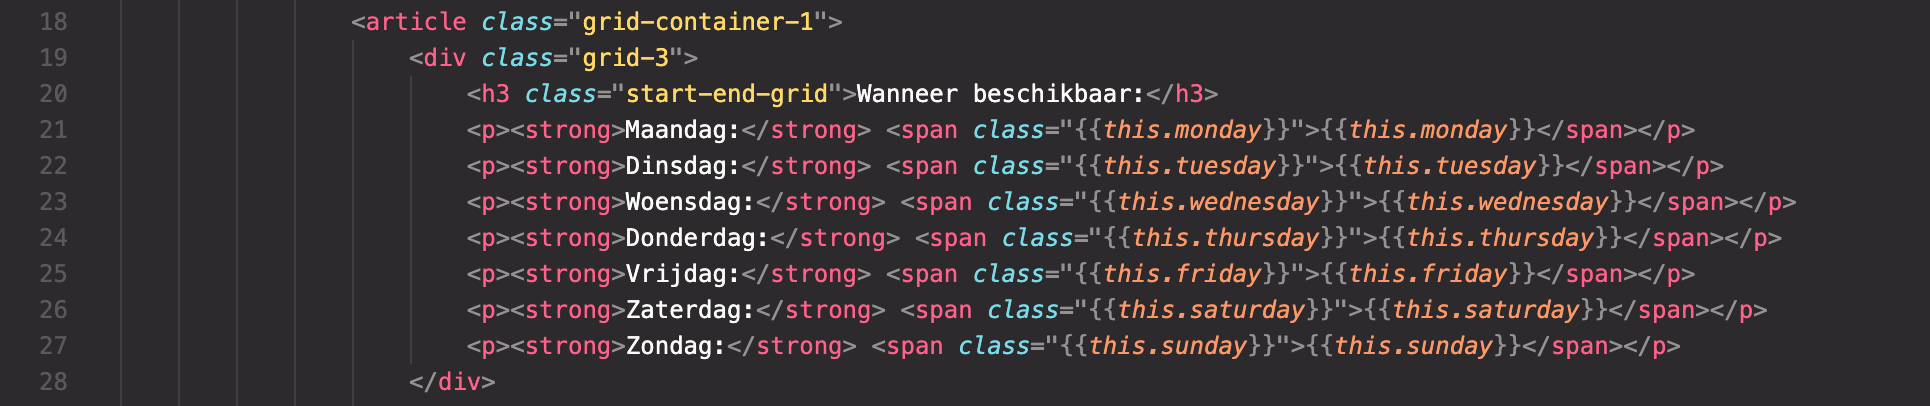 18 <article class="grid-container-1">
19 <div class="grid-3">
20 <h3 class="start-end-grid">Wanneer beschikbaar:</h3>
21 <p><strong>Maandag:</strong> <span class="{{this.monday}}">{{this.monday}}</span></p>
22 <p><strong>Dinsdag:</strong> <span class="{{this.tuesday}}">{{this.tuesday}}</span></p>
23 <p><strong>Woensdag:</strong> <span class="{{this.wednesday}}">{{this.wednesday}}</span></p>
24 <p><strong>Donderdag:</strong> <span class="{{this.thursday}}">{{this.thursday}}</span></p>
25 <p><strong>Vrijdag:</strong> <span class="{{this.friday}}">{{this.friday}}</span></p>
26 <p><strong>Zaterdag:</strong> <span class="{{this.saturday}}">{{this.saturday}}</span></p>
27 <p><strong>Zondag:</strong> <span class="{{this.sunday}}">{{this.sunday}}</span></p>
28 </div>